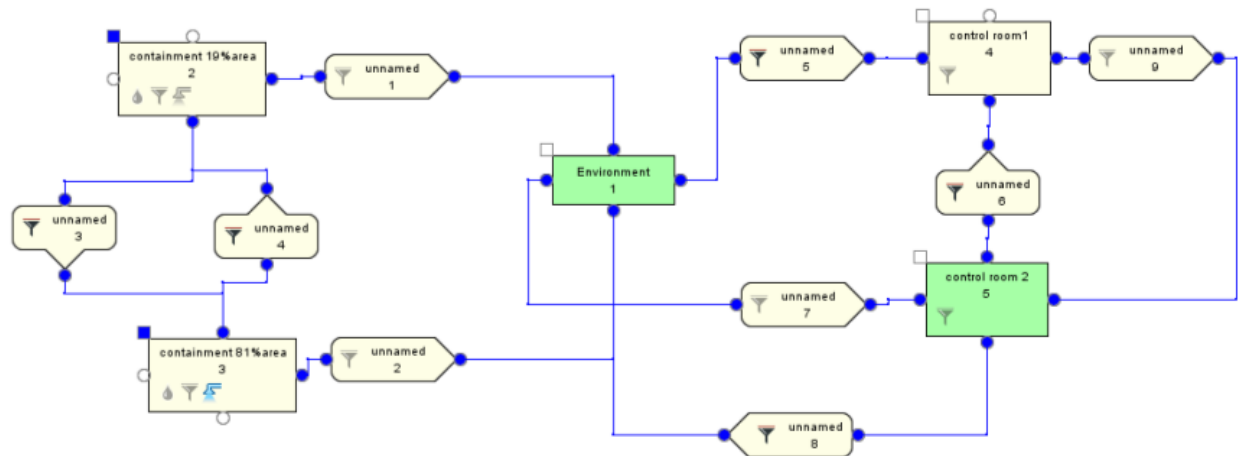 containment 19%area
2
unnamed
1
unnamed
5
control room1
4
unnamed
9
Environment
1
unnamed
3
unnamed
4
unnamed
6
control room 2
5
unnamed
7
containment 81%area
3
unnamed
2
unnamed
8